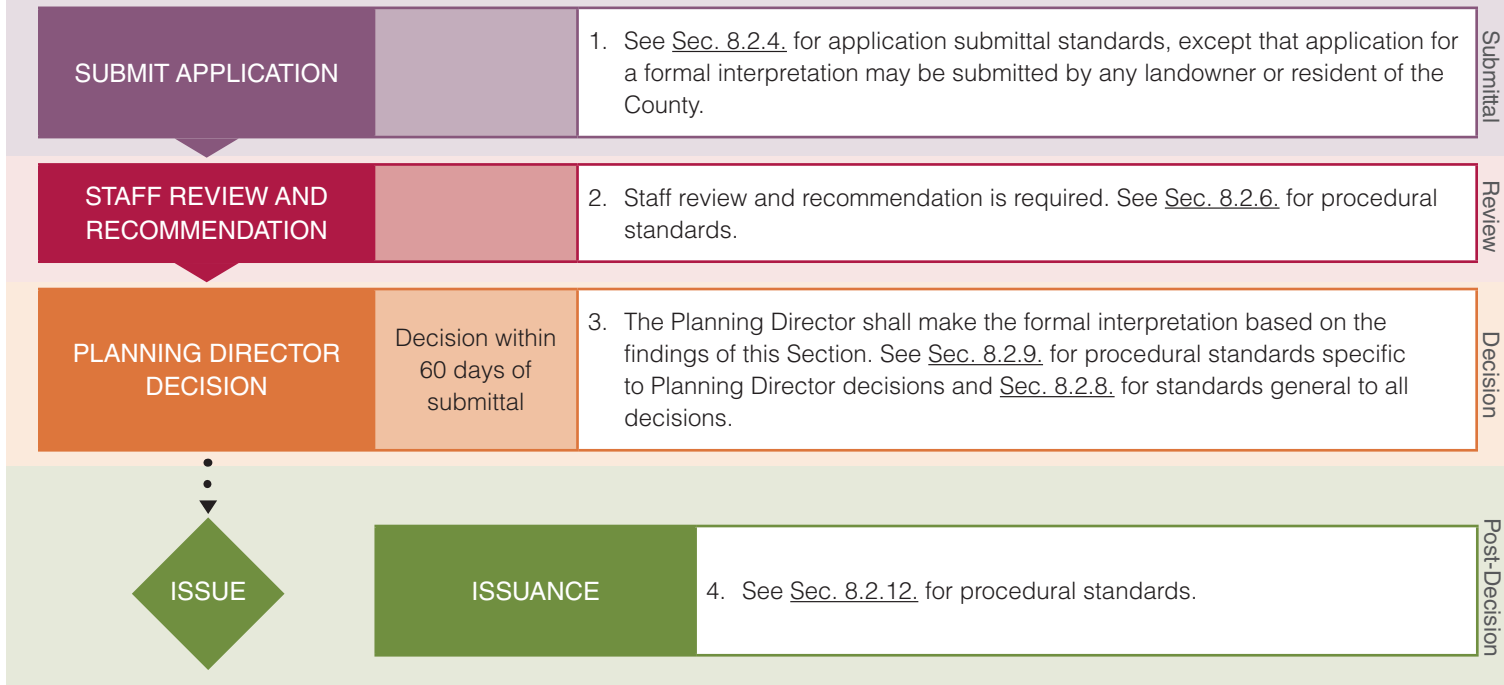 SUBMIT APPLICATION
1. See Sec. 8.2.4. for application submittal standards, except that application for
a formal interpretation may be submitted by any landowner or resident of the
County.
Submittal
STAFF REVIEW AND
RECOMMENDATION
2. Staff review and recommendation is required. See Sec. 8.2.6. for procedural
standards.
Review
PLANNING DIRECTOR
DECISION
Decision within
60 days of
submittal
3. The Planning Director shall make the formal interpretation based on the
findings of this Section. See Sec. 8.2.9. for procedural standards specific
to Planning Director decisions and Sec. 8.2.8. for standards general to all
decisions.
Decision
ISSUE
ISSUANCE
4. See Sec. 8.2.12. for procedural standards.
Post-Decision